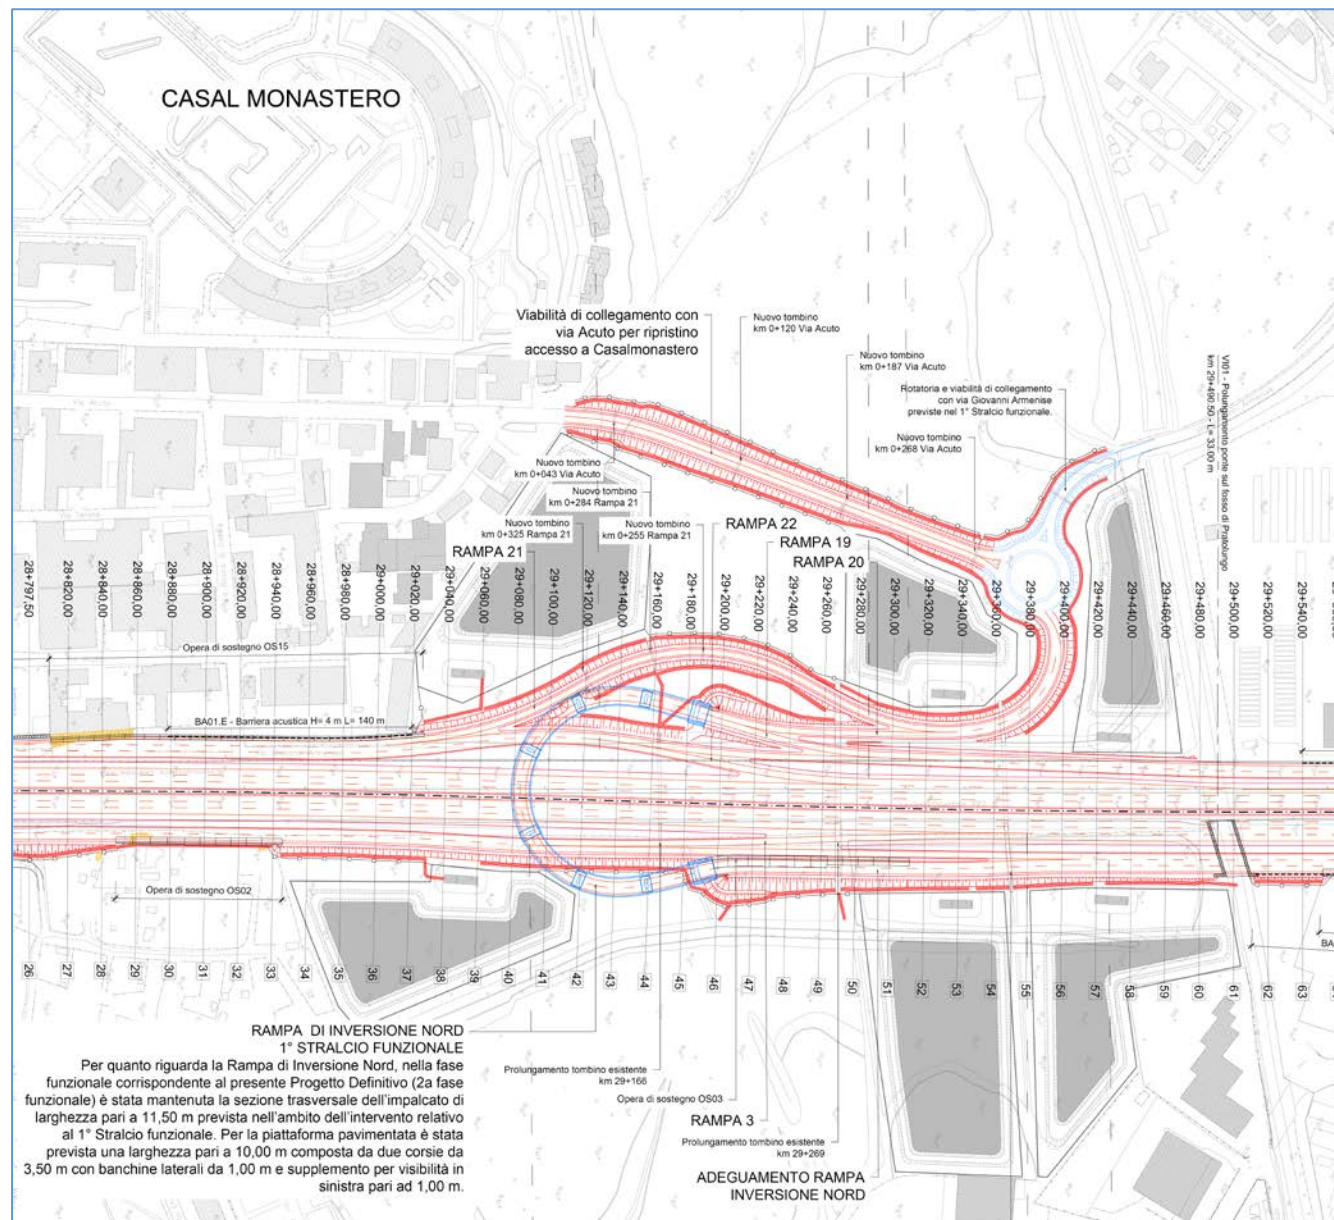 CASAL MONASTERO
Viabilità di collegamento con
via Acuto per ripristino
accesso a Casalmonastero
Nuovo tombino
km 0+120 Via Acuto
Nuovo tombino
km 0+187 Via Acuto
Rotatoria e viabilità di collegamento
con via Giovanni Armenise
previste nel 1° Stralcio funzionale.
VI01 - Polungamento ponte sul fosso di Pratolungo
km 29+490.50 - L= 33.00 m
Nuovo tombino
km 0+268 Via Acuto
Nuovo tombino
km 0+043 Via Acuto
Nuovo tombino
km 0+284 Rampa 21
Nuovo tombino
km 0+325 Rampa 21
Nuovo tombino
km 0+255 Rampa 21
RAMPA 22
RAMPA 19
RAMPA 20
RAMPA 21
Via Acuto
28+797,50
28+820,00
28+840,00
28+860,00
28+880,00
28+900,00
28+920,00
28+940,00
28+960,00
28+980,00
29+000,00
29+020,00
29+040,00
29+060,00
29+080,00
29+100,00
29+120,00
29+140,00
29+160,00
29+180,00
29+200,00
29+220,00
29+240,00
29+260,00
29+280,00
29+300,00
29+320,00
29+340,00
29+360,00
29+380,00
29+400,00
29+420,00
29+440,00
29+460,00
29+480,00
29+500,00
29+520,00
29+540,00
Opera di sostegno OS15
BA01.E - Barriera acustica H= 4 m L= 140 m
Opera di sostegno OS02
BA
26
27
28
29
30
31
32
33
34
35
36
37
38
39
40
41
42
43
44
45
46
47
48
49
50
51
52
53
54
55
56
57
58
59
60
61
62
63
RAMPA DI INVERSIONE NORD
1° STRALCIO FUNZIONALE
Per quanto riguarda la Rampa di Inversione Nord, nella fase
funzionale corrispondente al presente Progetto Definitivo (2a fase
funzionale) è stata mantenuta la sezione trasversale dell'impalcato di
larghezza pari a 11,50 m prevista nell'ambito dell'intervento relativo
al 1° Stralcio funzionale. Per la piattaforma pavimentata è stata
prevista una larghezza pari a 10,00 m composta da due corsie da
3,50 m con banchine laterali da 1,00 m e supplemento per visibilità in
sinistra pari ad 1,00 m.
Prolungamento tombino esistente
km 29+166
Opera di sostegno OS03
RAMPA 3
Prolungamento tombino esistente
km 29+269
ADEGUAMENTO RAMPA
INVERSIONE NORD